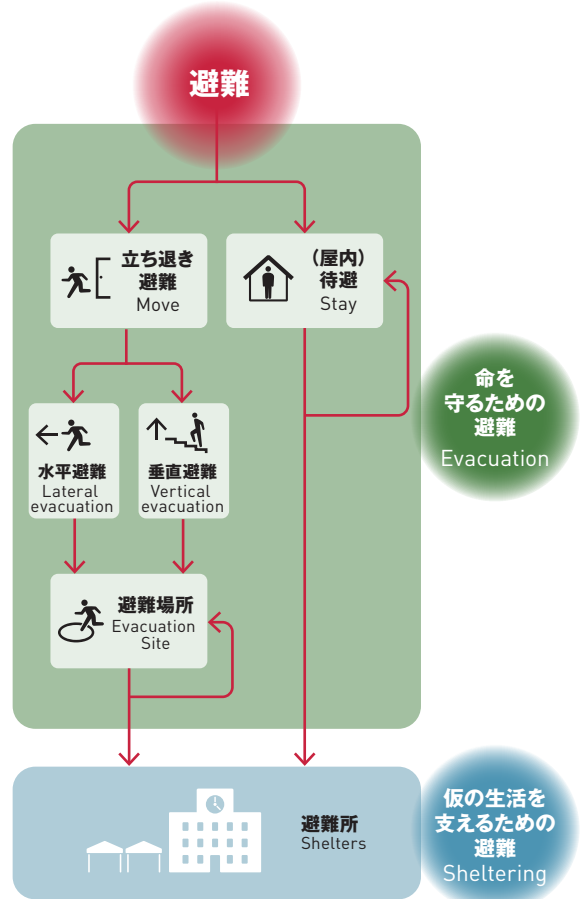 避難
立ち退き
避難
Move
(屋内)
待避
Stay
命を
守るための
避難
Evacuation
水平避難
Lateral
evacuation
垂直避難
Vertical
evacuation
避難場所
Evacuation
Site
避難所
Shelters
仮の生活を
支えるための
避難
Sheltering